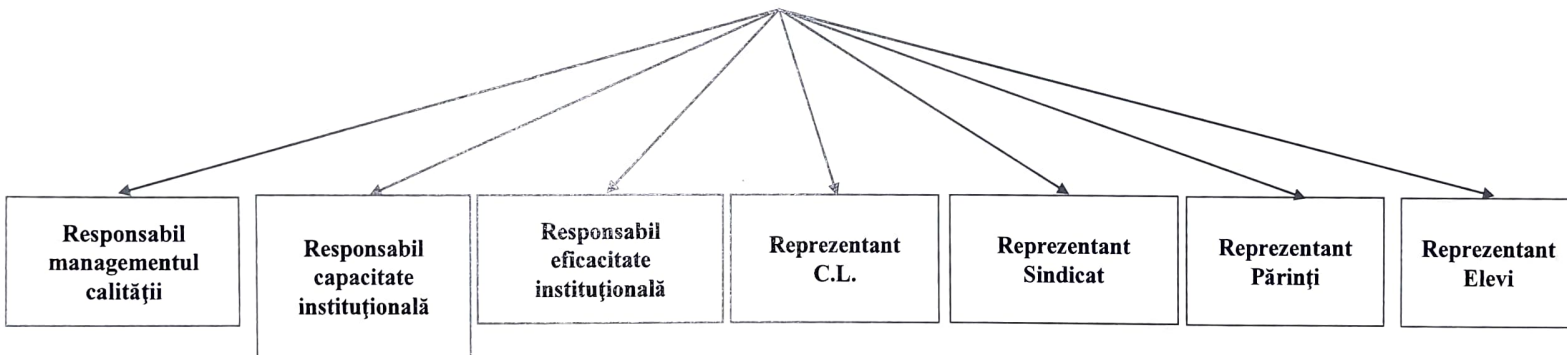 Responsabil
managementul
calităţii
Responsabil
capacitate
instituţională
Responsabil
eficacitate
instituţională
Reprezentant
C.L.
Reprezentant
Sindicat
Reprezentant
Părinţi
Reprezentant
Elevi